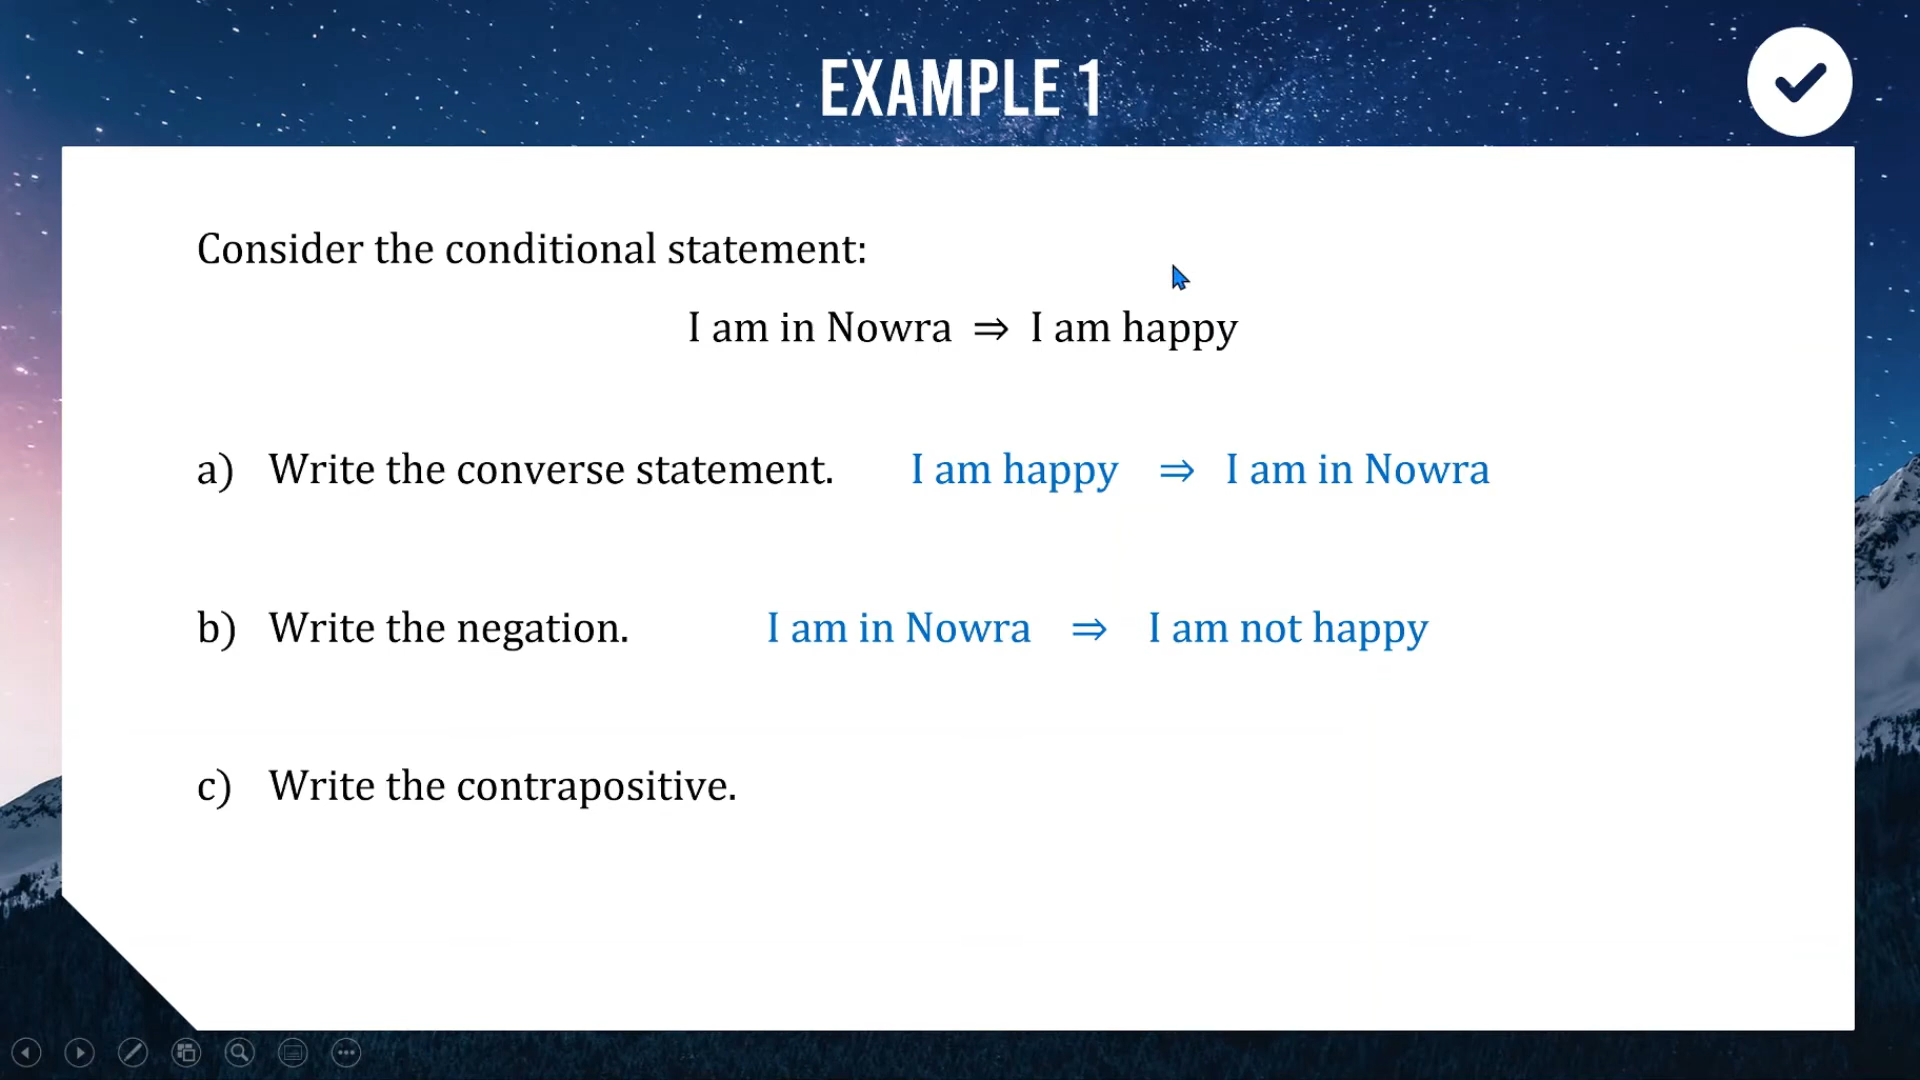 EXAMPLE 1
Consider the conditional statement:
I am in Nowra ⇒ I am happy
a) Write the converse statement. I am happy ⇒ I am in Nowra
b) Write the negation. I am in Nowra ⇒ I am not happy
c) Write the contrapositive.